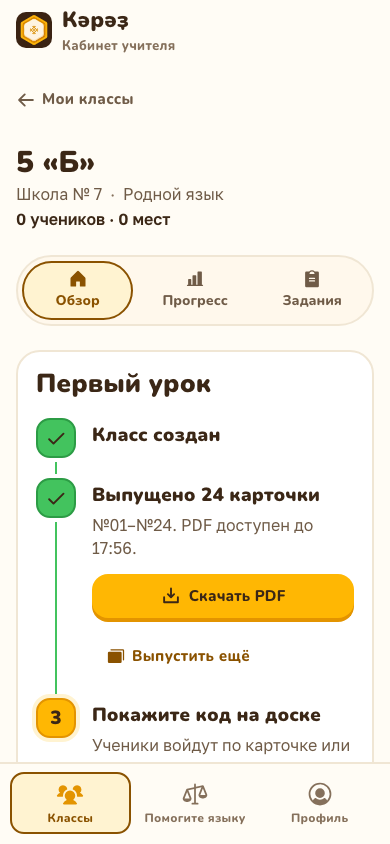 Кәрәҙ
Кабинет учителя
Мои классы
5 «Б»
Школа № 7 · Родной язык
0 учеников · 0 мест
Обзор
Прогресс
Задания
Первый урок
Класс создан
Выпущено 24 карточки
№01–№24. PDF доступен до
17:56.
Скачать PDF
Выпустить ещё
3
Покажите код на доске
Ученики войдут по карточке или
Классы
Помогите языку
Профиль